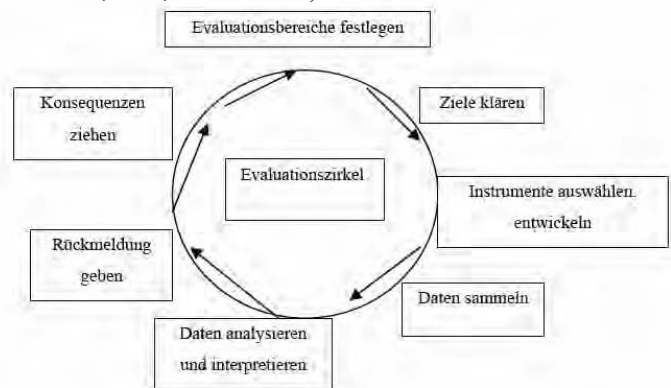 Evaluationsbereiche festlegen
Ziele klären
Instrumente auswählen
entwickeln
Daten sammeln
Daten analysieren
und interpretieren
Rückmeldung
geben
Konsequenzen
ziehen
Evaluationszirkel